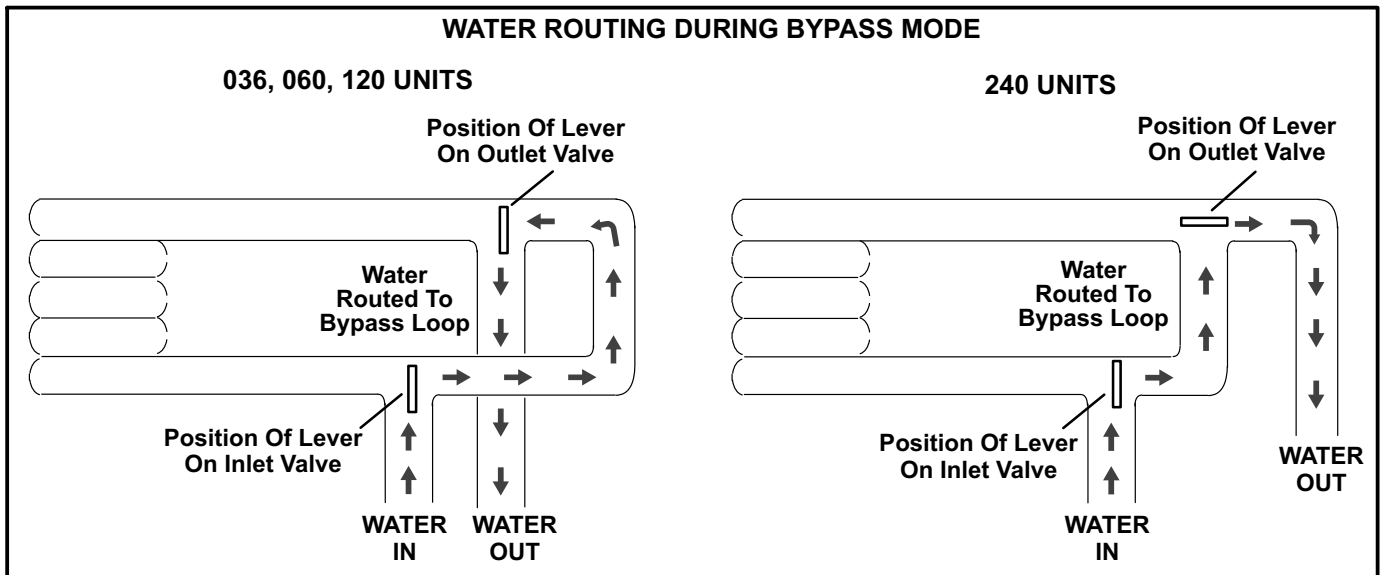 WATER ROUTING DURING BYPASS MODE
036, 060, 120 UNITS
Position Of Lever
On Outlet Valve
Water
Routed To
Bypass Loop
Position Of Lever
On Inlet Valve
WATER
IN
WATER
OUT
240 UNITS
Position Of Lever
On Outlet Valve
Water
Routed To
Bypass Loop
Position Of Lever
On Inlet Valve
WATER
IN
WATER
OUT